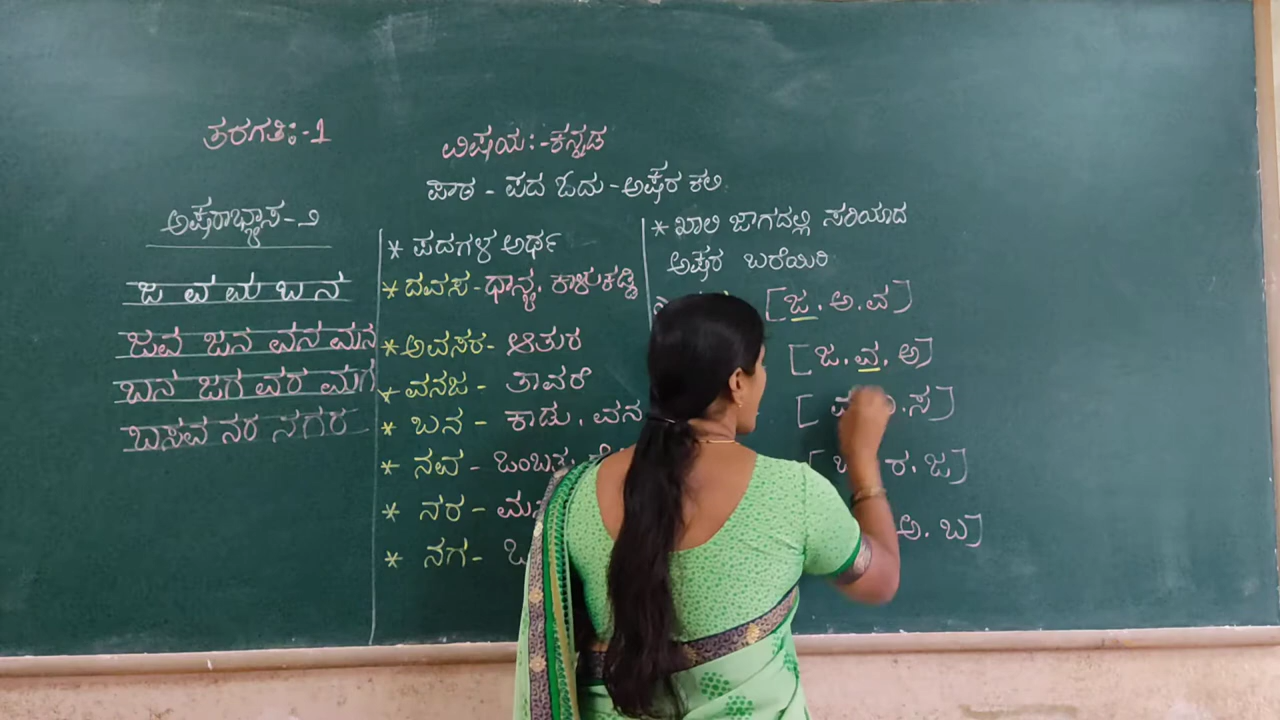 ತರಗತಿ:-1
ವಿಷಯ:-ಕನ್ನಡ
ಪಾಠ - ಪದ ಓದು - ಅಕ್ಷರ ಕಲಿ
ಅಕ್ಷರಾಭ್ಯಾಸ-೨
ಜ ವ ಮ ಬ ನ
ಜವ ಜನ ವನ ಮನ
ಬನ ಜಗ ವರ ಮಗ
ಬಸವ ನರ ನಗರ
* ಪದಗಳ ಅರ್ಥ
* ದವಸ - ಧಾನ್ಯ, ಕಾಳುಕಡ್ಡಿ
* ಅವಸರ - ಆತುರ
* ವನಜ - ತಾವರೆ
* ಬನ - ಕಾಡು, ವನ
* ನವ -
* ನರ -
* ನಗ -
* ಖಾಲಿ ಜಾಗದಲ್ಲಿ ಸರಿಯಾದ
ಅಕ್ಷರ ಬರೆಯಿರಿ
[ಜ. ಅ. ವ]
[ಜ. ವ. ಅ]
[ .ಸ]
[ ರ. ಜ]
ಅ. ಬ]